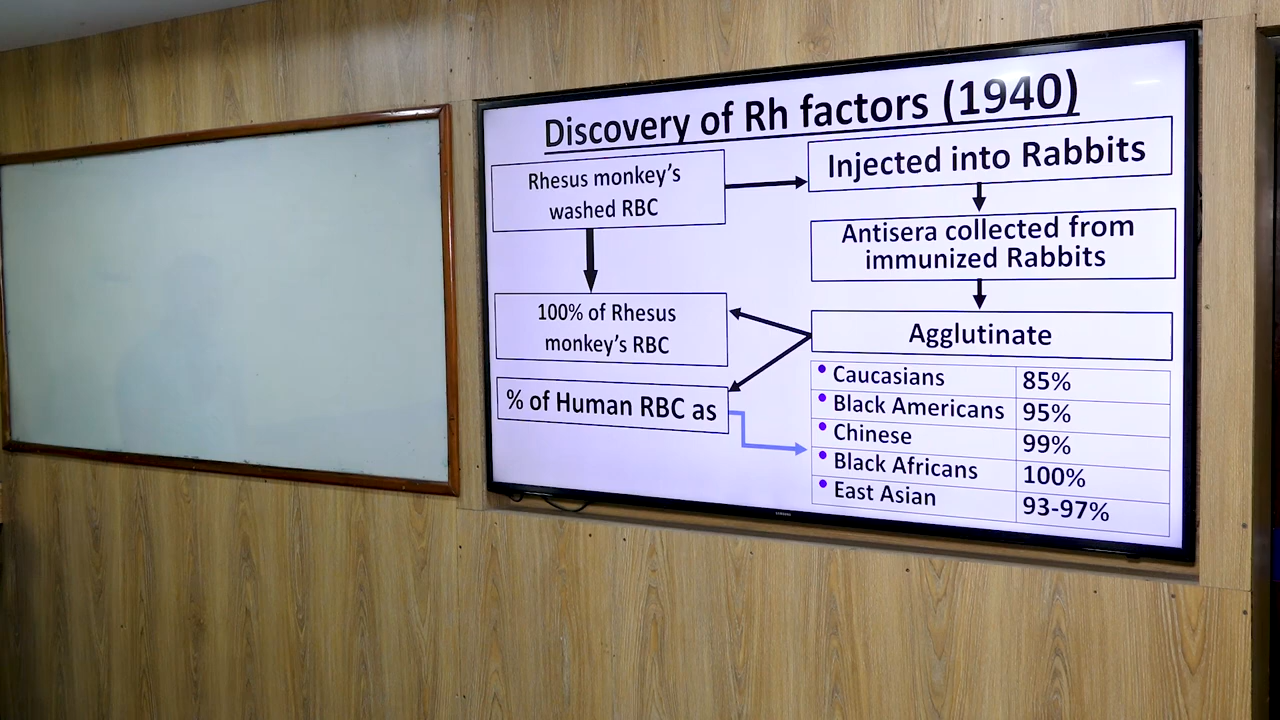 Discovery of Rh factors (1940)
Rhesus monkey's
washed RBC
Injected into Rabbits
Antisera collected from
immunized Rabbits
100% of Rhesus
monkey's RBC
Agglutinate
% of Human RBC as
• Caucasians 85%
• Black Americans 95%
• Chinese 99%
• Black Africans 100%
• East Asian 93-97%
SAMSUNG